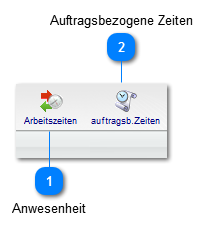 Auftragsbezogene Zeiten
2
Arbeitszeiten auftragsb.Zeiten
1
Anwesenheit